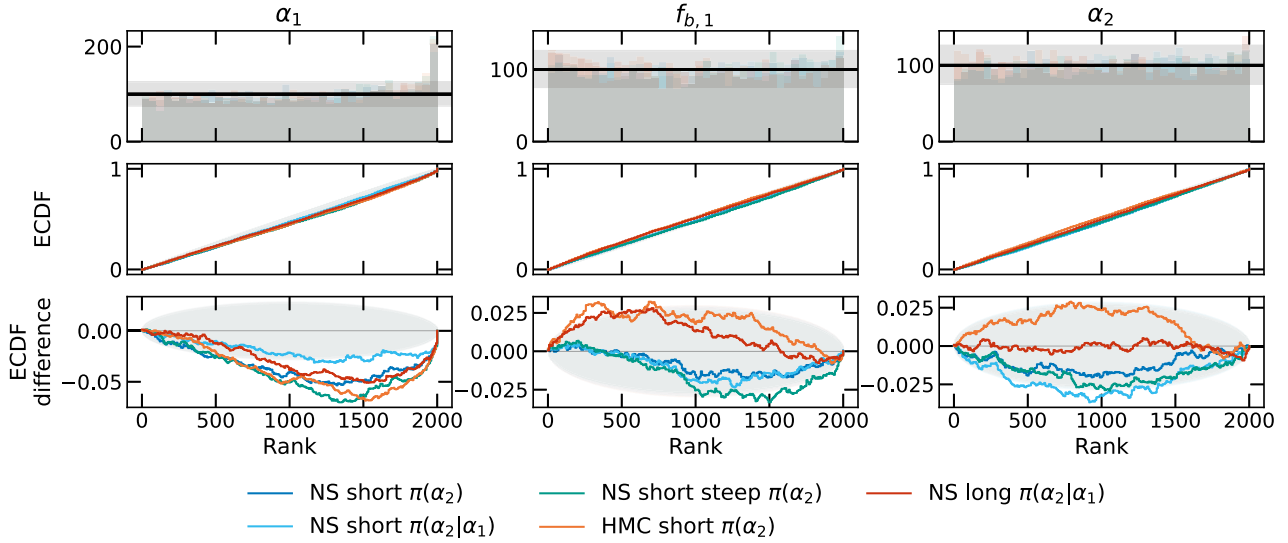 α₁
f_{b,1}
α₂
200
100
0
100
0
100
0
ECDF
1
0
1
0
1
0
ECDF
difference
0.00
−0.05
0.025
0.000
−0.025
0.025
0.000
−0.025
0 500 1000 1500 2000
0 500 1000 1500 2000
0 500 1000 1500 2000
Rank
Rank
Rank
NS short π(α₂)
NS short steep π(α₂)
NS long π(α₂|α₁)
NS short π(α₂|α₁)
HMC short π(α₂)